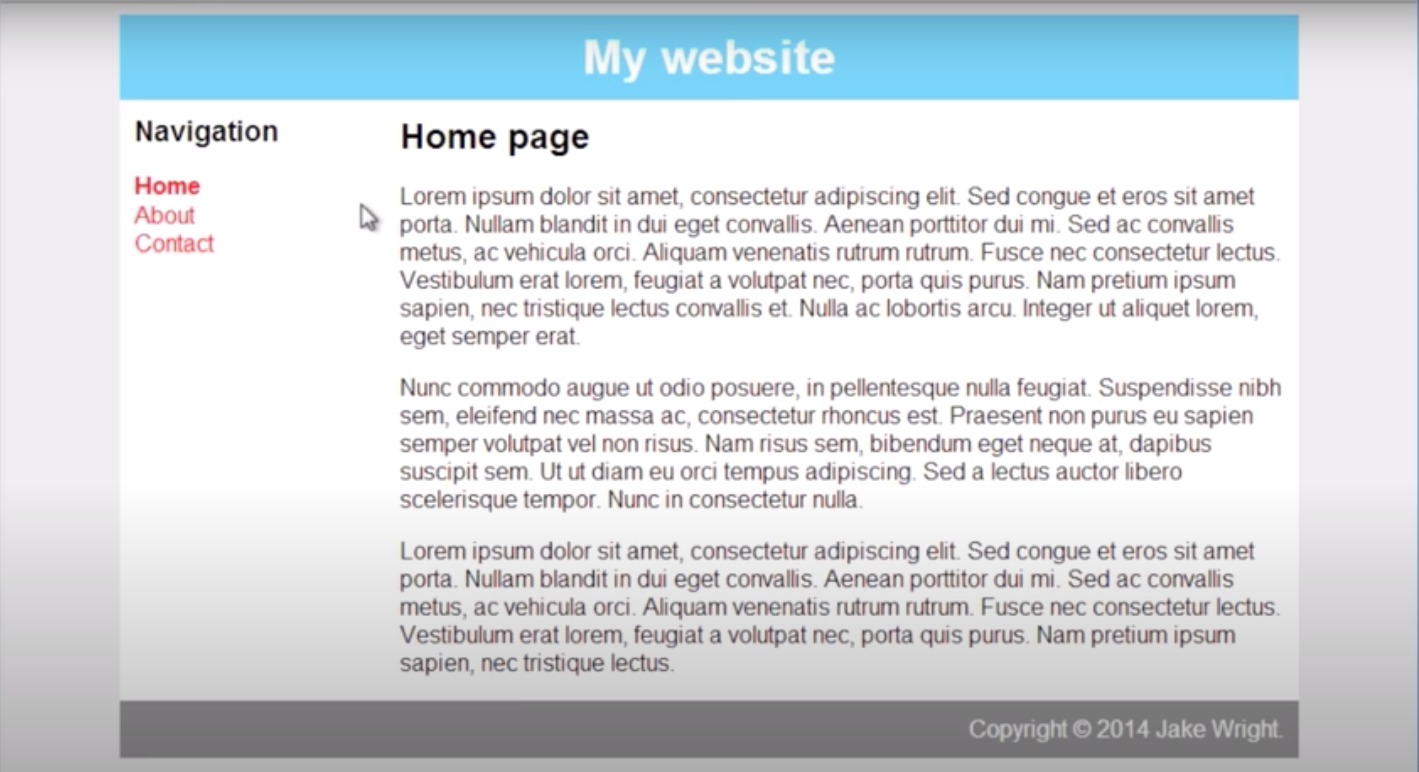 My website
Navigation
Home
About
Contact
Home page
Lorem ipsum dolor sit amet, consectetur adipiscing elit. Sed congue et eros sit amet
porta. Nullam blandit in dui eget convallis. Aenean porttitor dui mi. Sed ac convallis
metus, ac vehicula orci. Aliquam venenatis rutrum rutrum. Fusce nec consectetur lectus.
Vestibulum erat lorem, feugiat a volutpat nec, porta quis purus. Nam pretium ipsum
sapien, nec tristique lectus convallis et. Nulla ac lobortis arcu. Integer ut aliquet lorem,
eget semper erat.
Nunc commodo augue ut odio posuere, in pellentesque nulla feugiat. Suspendisse nibh
sem, eleifend nec massa ac, consectetur rhoncus est. Praesent non purus eu sapien
semper volutpat vel non risus. Nam risus sem, bibendum eget neque at, dapibus
suscipit sem. Ut ut diam eu orci tempus adipiscing. Sed a lectus auctor libero
scelerisque tempor. Nunc in consectetur nulla.
Lorem ipsum dolor sit amet, consectetur adipiscing elit. Sed congue et eros sit amet
porta. Nullam blandit in dui eget convallis. Aenean porttitor dui mi. Sed ac convallis
metus, ac vehicula orci. Aliquam venenatis rutrum rutrum. Fusce nec consectetur lectus.
Vestibulum erat lorem, feugiat a volutpat nec, porta quis purus. Nam pretium ipsum
sapien, nec tristique lectus.
Copyright © 2014 Jake Wright.